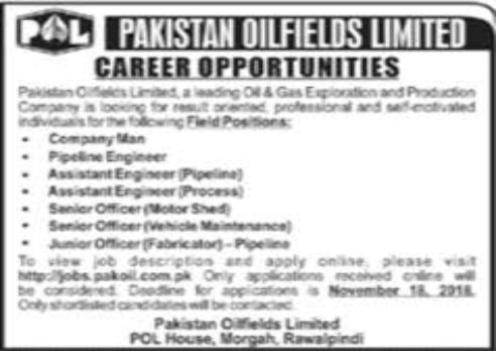 POL PAKISTAN OILFIELDS LIMITED
CAREER OPPORTUNITIES
Pakistan Oilfields Limited, a leading Oil & Gas Exploration and Production
Company is looking for result oriented, professional and self-motivated
individuals for the following Field Positions:
• Company Man
• Pipeline Engineer
• Assistant Engineer (Pipeline)
• Assistant Engineer (Process)
• Senior Officer (Motor Shed)
• Senior Officer (Vehicle Maintenance)
• Junior Officer (Fabricator) – Pipeline
To view job description and apply online, please visit
http://jobs.pakoil.com.pk Only applications received online will
be considered. Deadline for applications is November 18, 2018.
Only shortlisted candidates will be contacted.
Pakistan Oilfields Limited
POL House, Morgah, Rawalpindi